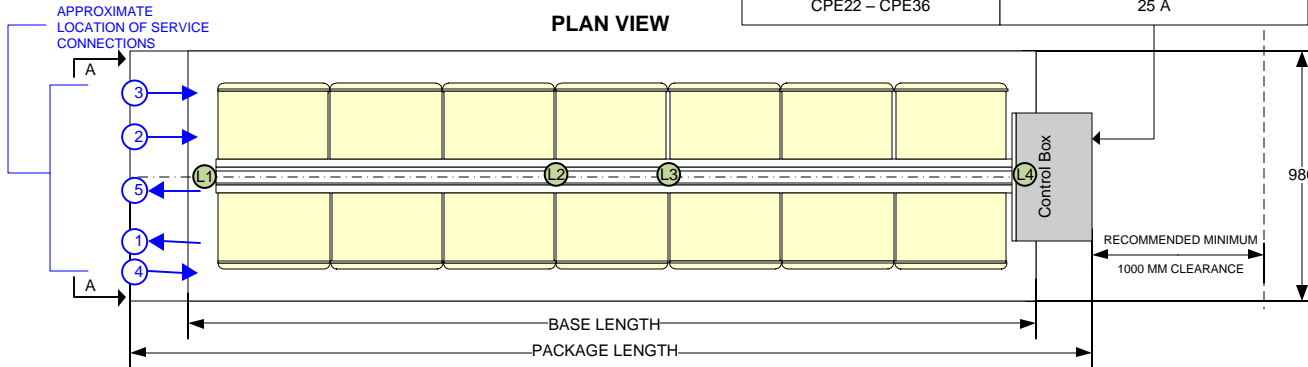 CPE22 – CPE36
25 A
APPROXIMATE
LOCATION OF SERVICE
CONNECTIONS
PLAN VIEW
A
3
2
L1
L2
L3
L4
Control Box
980
5
1
4
A
RECOMMENDED MINIMUM
1000 MM CLEARANCE
BASE LENGTH
PACKAGE LENGTH